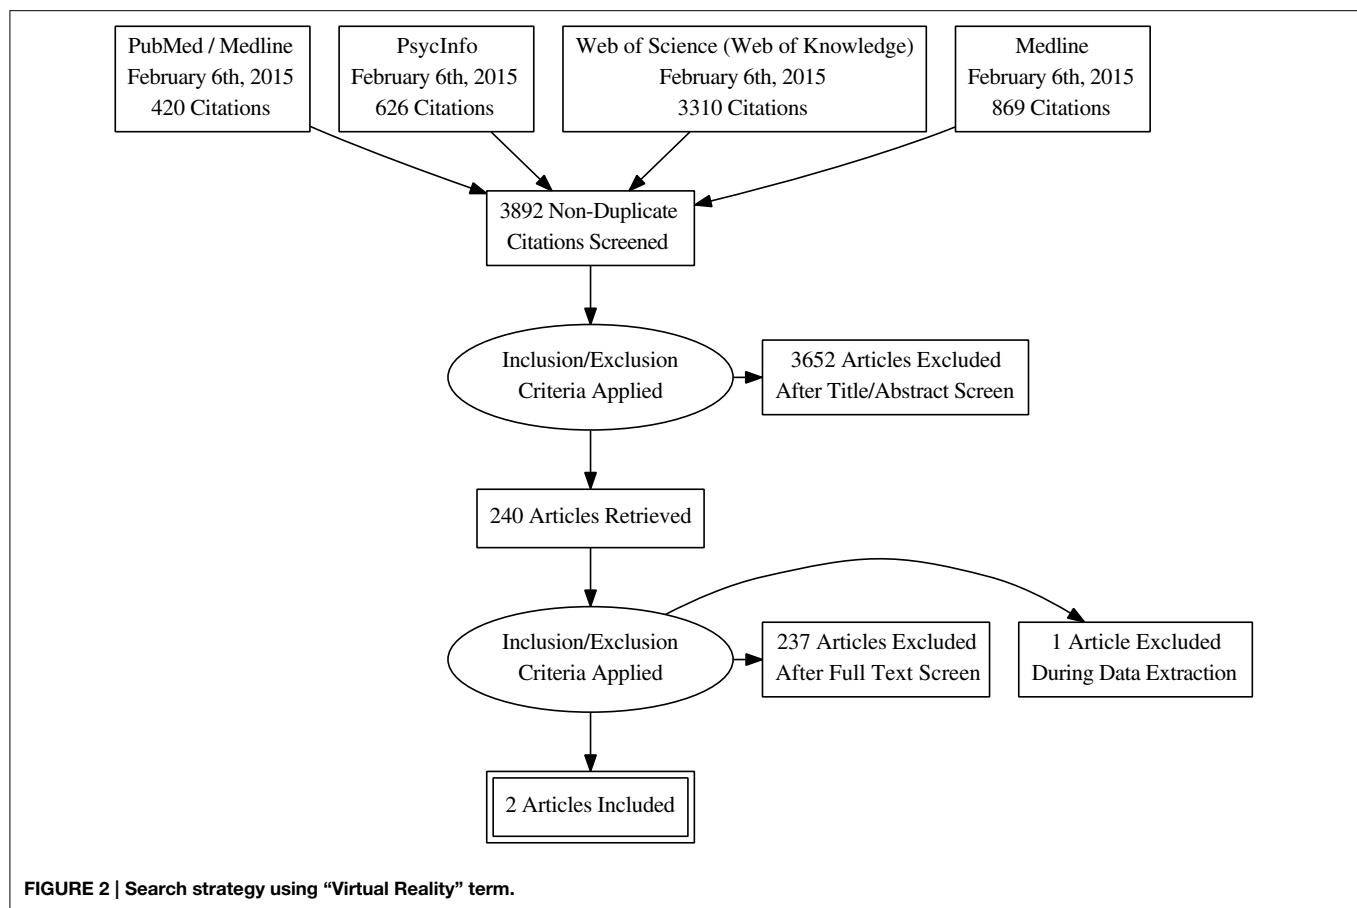 PubMed / Medline
February 6th, 2015
420 Citations
PsycInfo
February 6th, 2015
626 Citations
Web of Science (Web of Knowledge)
February 6th, 2015
3310 Citations
Medline
February 6th, 2015
869 Citations
3892 Non-Duplicate
Citations Screened
Inclusion/Exclusion
Criteria Applied
3652 Articles Excluded
After Title/Abstract Screen
240 Articles Retrieved
Inclusion/Exclusion
Criteria Applied
237 Articles Excluded
After Full Text Screen
1 Article Excluded
During Data Extraction
2 Articles Included
FIGURE 2 | Search strategy using “Virtual Reality” term.